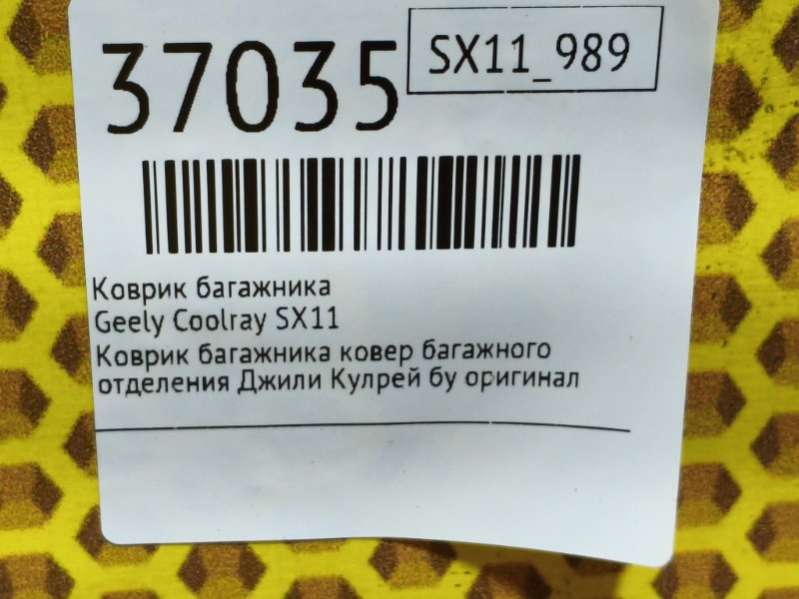 37035
SX11_989
Коврик багажника
Geely Coolray SX11
Коврик багажника ковер багажного
отделения Джили Кулрей бу оригинал